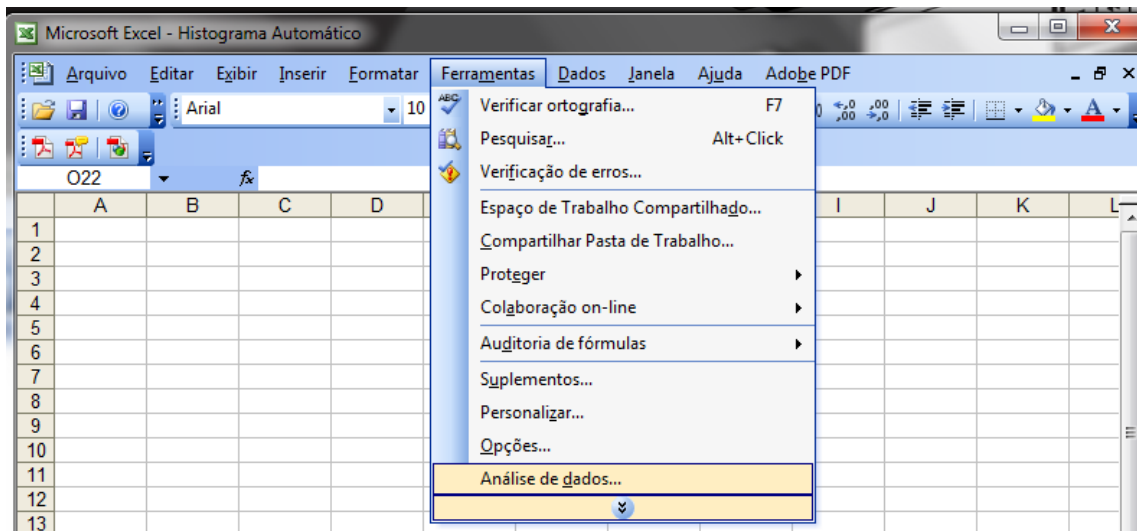 Microsoft Excel - Histograma Automático
Arquivo Editar Exibir Inserir Formatar Ferramentas Dados Janela Ajuda Adobe PDF
Arial 10
O22 fx
A B C D I J K L
Verificar ortografia... F7
Pesquisar... Alt+Click
Verificação de erros...
Espaço de Trabalho Compartilhado...
Compartilhar Pasta de Trabalho...
Proteger
Colaboração on-line
Auditoria de fórmulas
Suplementos...
Personalizar...
Opções...
Análise de dados...
1
2
3
4
5
6
7
8
9
10
11
12
13